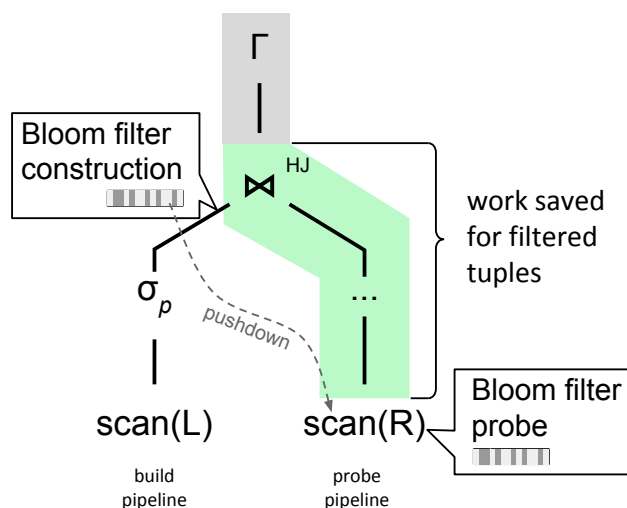 Γ
Bloom filter
construction
⋈ HJ
work saved
for filtered
tuples
σp
...
pushdown
scan(L)
scan(R)
Bloom filter
probe
build
pipeline
probe
pipeline